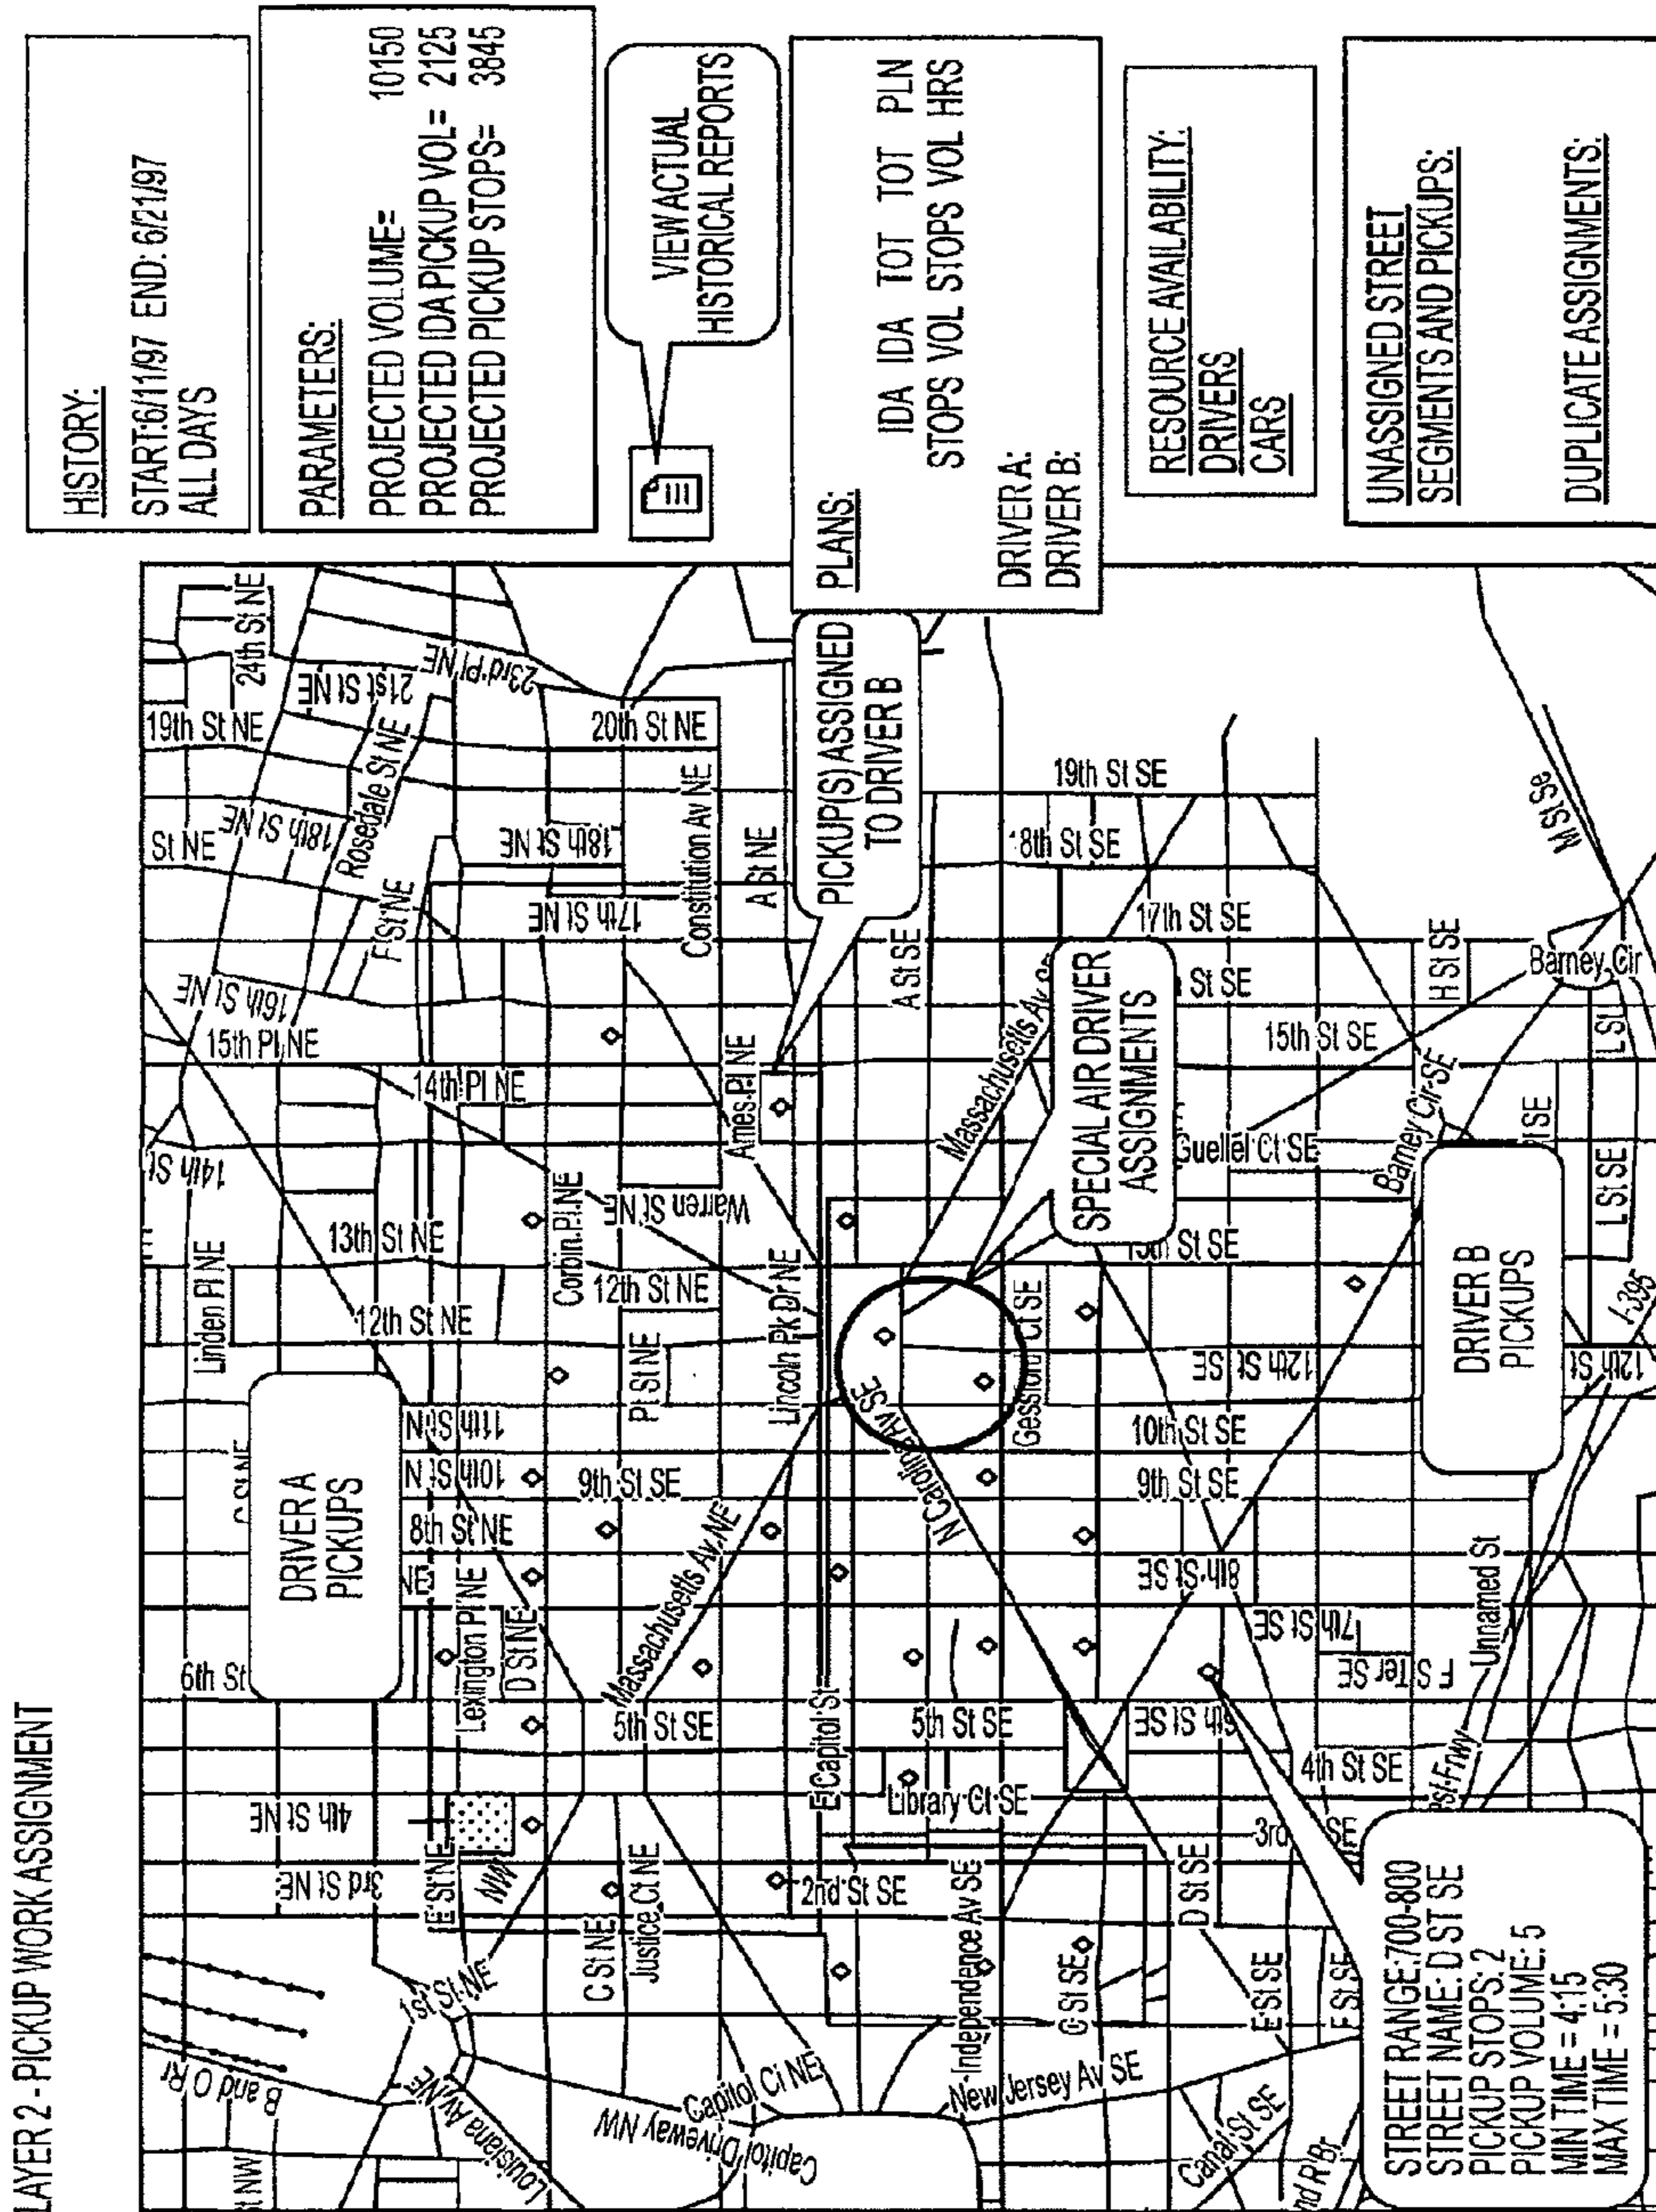 LAYER 2 - PICKUP WORK ASSIGNMENT
HISTORY:
START:6/11/97 END: 6/21/97
ALL DAYS
PARAMETERS:
PROJECTED VOLUME= 10150
PROJECTED IDA PICKUP VOL= 2125
PROJECTED PICKUP STOPS= 3845
VIEW ACTUAL
HISTORICAL REPORTS
PLANS:
IDA IDA TOT TOT PLN
STOPS VOL STOPS VOL HRS
DRIVER A:
DRIVER B:
RESOURCE AVAILABILITY:
DRIVERS
CARS
UNASSIGNED STREET
SEGMENTS AND PICKUPS:
DUPLICATE ASSIGNMENTS:
DRIVER A
PICKUPS
PICKUP(S) ASSIGNED
TO DRIVER B
SPECIAL AIR DRIVER
ASSIGNMENTS
DRIVER B
PICKUPS
STREET RANGE:700-800
STREET NAME: D ST SE
PICKUP STOPS: 2
PICKUP VOLUME: 5
MIN TIME = 4:15
MAX TIME = 5:30
B and O Rt
St NW
Louisiana Av NE
1st St NE
Capitol Driveway NW
Capitol Ci NE
3rd St NE
4th St NE
E St NE
NW
C St NE
Justice Ct NE
2nd St SE
6th St
Lexington Pl NE
D St NE
5th St SE
Massachusetts Av NE
E Capitol St
8th St NE
9th St SE
10th St N
11th St N
12th St NE
Linden Pl NE
13th St NE
14th St
Corbin Pl NE
12th St NE
Pl St NE
Warren St NE
Lincoln Pk Dr NE
Ames Pl NE
14th Pl NE
15th Pl NE
16th St NE
F St NE
17th St NE
18th St NE
St NE
18th St NE
Rosedale St NE
19th St NE
21st St NE
24th St NE
23rd Pl NE
20th St NE
Constitution Av NE
A St NE
A St SE
Massachusetts Av
N Carolina Av SE
Gessford Ct SE
5th St SE
Library Ct SE
Independence Av SE
New Jersey Av SE
C St SE
D St SE
E St SE
F St SE
Canal St SE
3rd SE
4th St SE
7th St SE
8th St SE
9th St SE
10th St SE
12th St SE
St SE
Guellel Ct SE
15th St SE
St SE
17th St SE
8th St SE
19th St SE
H St SE
Barney Cir
Barney Cir SE
M St Se
L St SE
12th St
I-395
Unnamed St